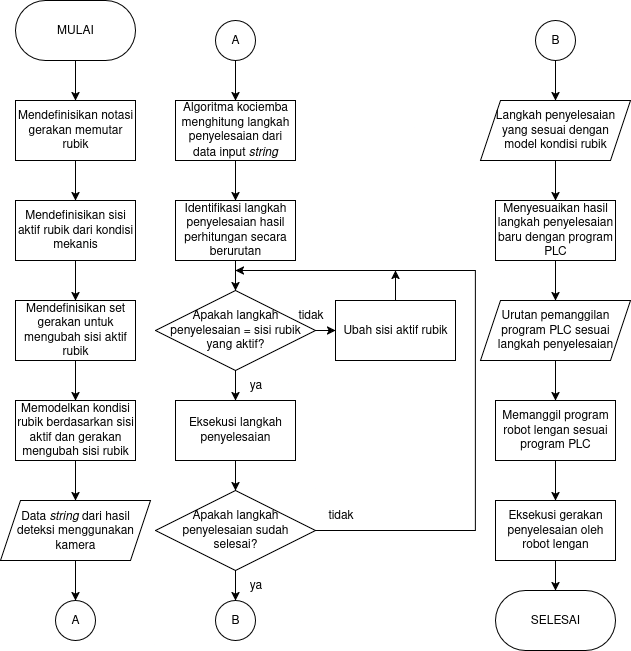 MULAI
Mendefinisikan notasi
gerakan memutar
rubik
Mendefinisikan sisi
aktif rubik dari kondisi
mekanis
Mendefinisikan set
gerakan untuk
mengubah sisi aktif
rubik
Memodelkan kondisi
rubik berdasarkan sisi
aktif dan gerakan
mengubah sisi rubik
Data string dari hasil
deteksi menggunakan
kamera
A
A
Algoritma kociemba
menghitung langkah
penyelesaian dari
data input string
Identifikasi langkah
penyelesaian hasil
perhitungan secara
berurutan
Apakah langkah
penyelesaian = sisi rubik
yang aktif?
tidak
Ubah sisi aktif rubik
ya
Eksekusi langkah
penyelesaian
Apakah langkah
penyelesaian sudah
selesai?
tidak
ya
B
B
Langkah penyelesaian
yang sesuai dengan
model kondisi rubik
Menyesuaikan hasil
langkah penyelesaian
baru dengan program
PLC
Urutan pemanggilan
program PLC sesuai
langkah penyelesaian
Memanggil program
robot lengan sesuai
program PLC
Eksekusi gerakan
penyelesaian oleh
robot lengan
SELESAI